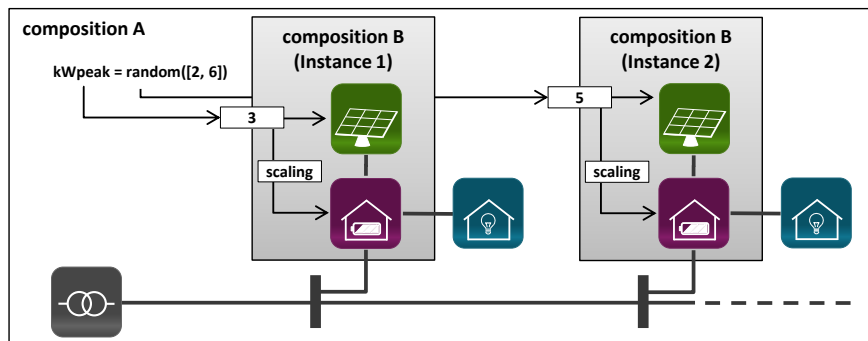 composition A
kWpeak = random([2, 6])
composition B
(Instance 1)
3
scaling
composition B
(Instance 2)
5
scaling